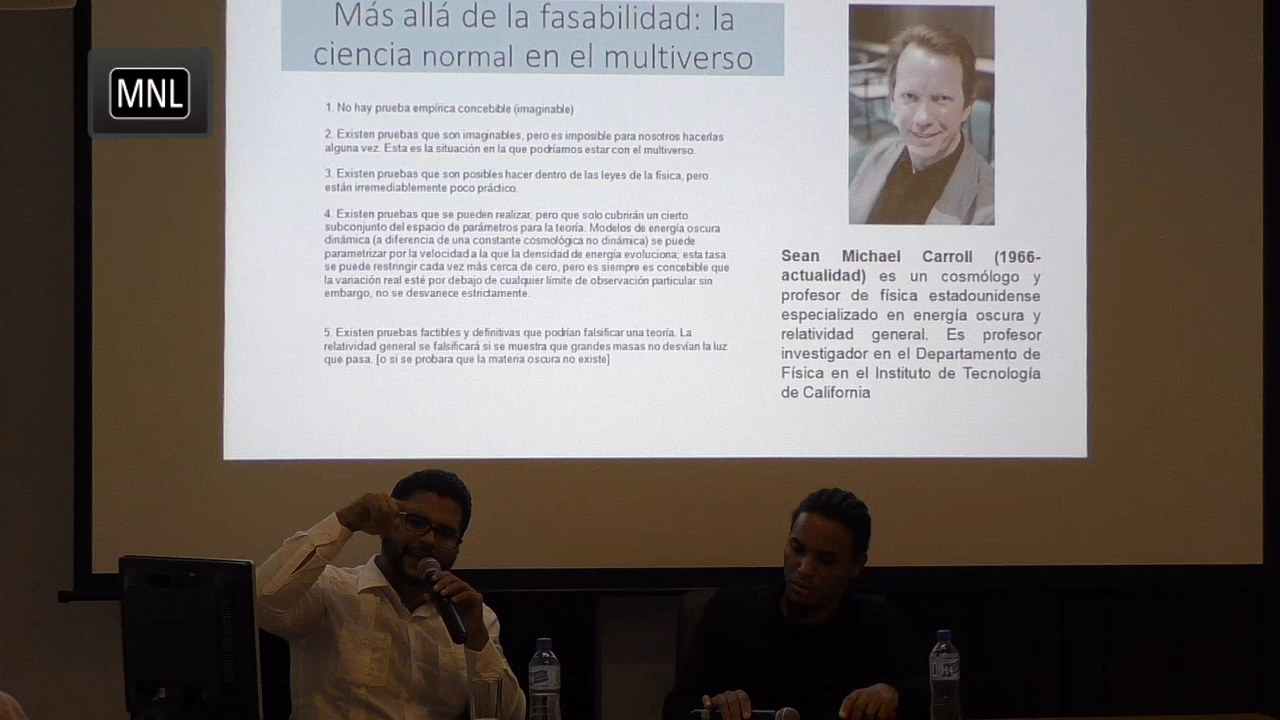 Más allá de la fasabilidad: la
ciencia normal en el multiverso
MNL
1. No hay prueba empírica concebible (imaginable)
2. Existen pruebas que son imaginables, pero es imposible para nosotros hacerlas
alguna vez. Esta es la situación en la que podríamos estar con el multiverso.
3. Existen pruebas que son posibles hacer dentro de las leyes de la física, pero
están irremediablemente poco práctico.
4. Existen pruebas que se pueden realizar, pero que solo cubrirán un cierto
subconjunto del espacio de parámetros para la teoría. Modelos de energía oscura
dinámica (a diferencia de una constante cosmológica no dinámica) se puede
parametrizar por la velocidad a la que la densidad de energía evoluciona; esta tasa
se puede restringir cada vez más cerca de cero, pero es siempre es concebible que
la variación real esté por debajo de cualquier límite de observación particular sin
embargo, no se desvanece estrictamente.
5. Existen pruebas factibles y definitivas que podrían falsificar una teoría. La
relatividad general se falsificará si se muestra que grandes masas no desvían la luz
que pasa. [o si se probara que la materia oscura no existe]
Sean Michael Carroll (1966-
actualidad) es un cosmólogo y
profesor de física estadounidense
especializado en energía oscura y
relatividad general. Es profesor
investigador en el Departamento de
Física en el Instituto de Tecnología
de California